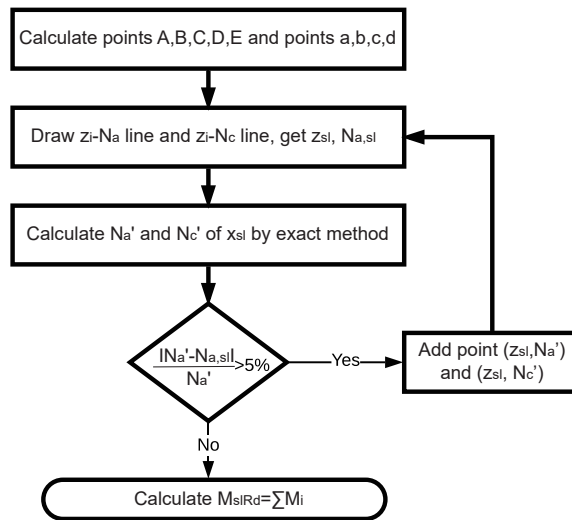 Calculate points A,B,C,D,E and points a,b,c,d
Draw zi-Na line and zi-Nc line, get zsl, Na,sl
Calculate Na' and Nc' of xsl by exact method
|Na'-Na,sl|
Na'
>5%
Yes
Add point (zsl,Na’)
and (zsl, Nc’)
No
Calculate MslRd=∑Mi